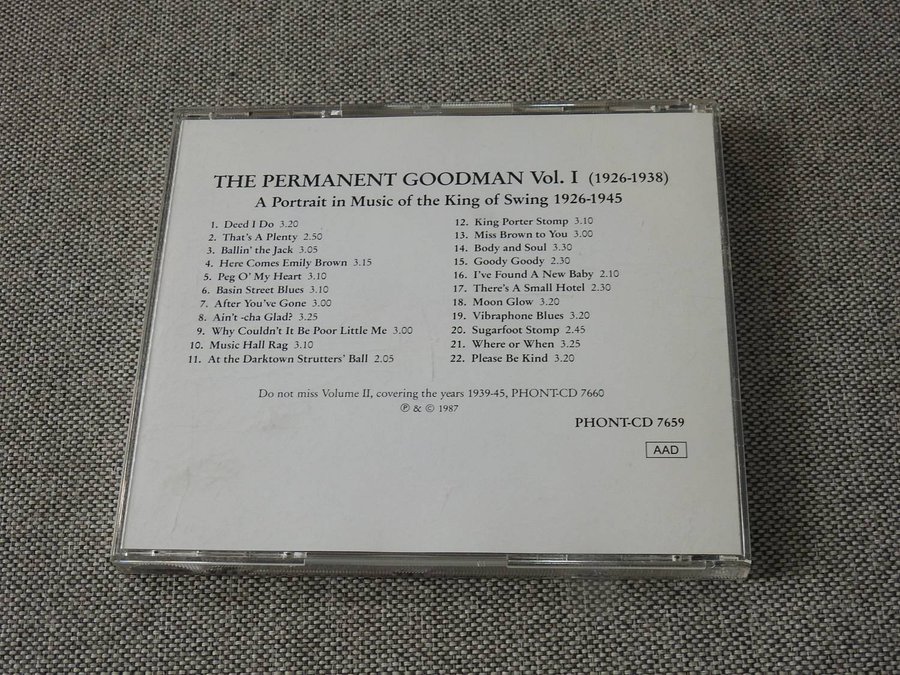 THE PERMANENT GOODMAN Vol. I (1926-1938)
A Portrait in Music of the King of Swing 1926-1945
1. Deed I Do 3.20
2. That's A Plenty 2.50
3. Ballin' the Jack 3.05
4. Here Comes Emily Brown 3.15
5. Peg O' My Heart 3.10
6. Basin Street Blues 3.10
7. After You've Gone 3.00
8. Ain't -cha Glad? 3.25
9. Why Couldn't It Be Poor Little Me 3.00
10. Music Hall Rag 3.10
11. At the Darktown Strutters' Ball 2.05
12. King Porter Stomp 3.10
13. Miss Brown to You 3.00
14. Body and Soul 3.30
15. Goody Goody 2.30
16. I've Found A New Baby 2.10
17. There's A Small Hotel 2.30
18. Moon Glow 3.20
19. Vibraphone Blues 3.20
20. Sugarfoot Stomp 2.45
21. Where or When 3.25
22. Please Be Kind 3.20
Do not miss Volume II, covering the years 1939-45, PHONT-CD 7660
℗ & © 1987
PHONT-CD 7659
AAD